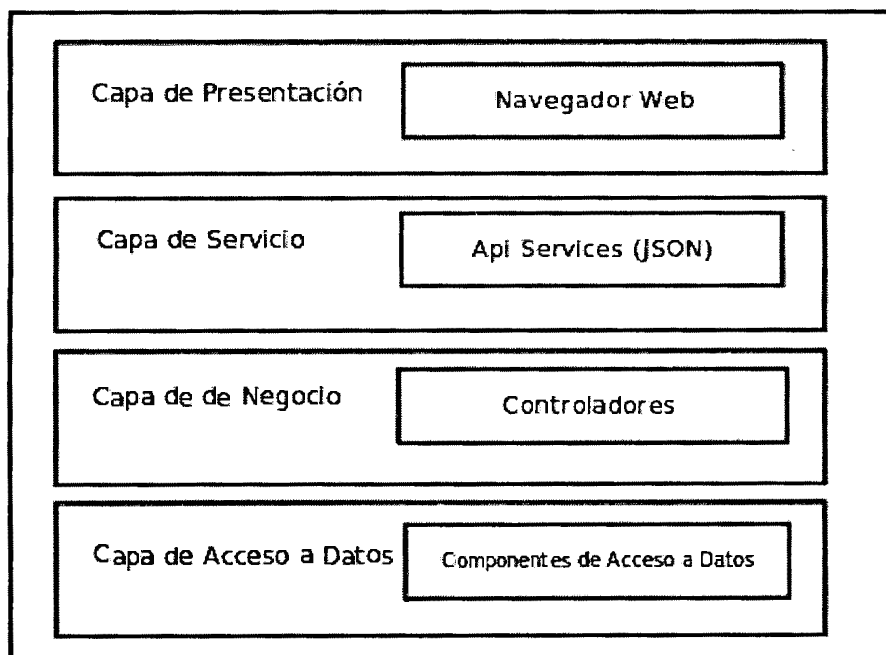 Capa de Presentación
Navegador Web
Capa de Servicio
Api Services (JSON)
Capa de de Negocio
Controladores
Capa de Acceso a Datos
Componentes de Acceso a Datos